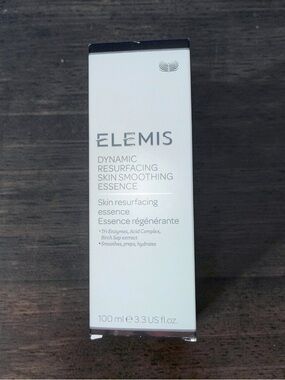 ELEMIS
DYNAMIC
RESURFACING
SKIN SMOOTHING
ESSENCE
Skin resurfacing
essence
Essence régénérante
• Tri-Enzymes, Acid Complex,
Birch Sap extract
• Smoothes, preps, hydrates
100 ml ℮ 3.3 US fl.oz.